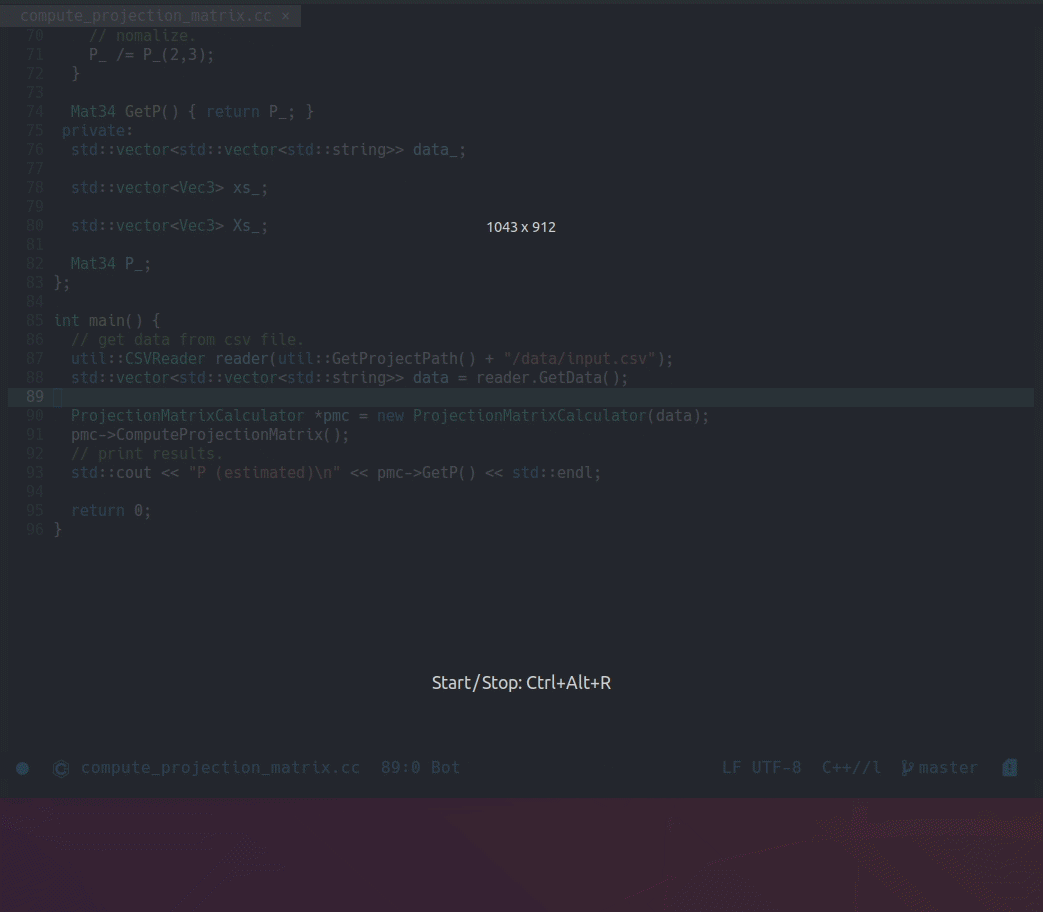 compute_projection_matrix.cc ×
70 // nomalize.
71 P_ /= P_(2,3);
72 }
73
74 Mat34 GetP() { return P_; }
75 private:
76 std::vector<std::vector<std::string>> data_;
77
78 std::vector<Vec3> xs_;
79
80 std::vector<Vec3> Xs_;
1043 x 912
81
82 Mat34 P_;
83 };
84
85 int main() {
86 // get data from csv file.
87 util::CSVReader reader(util::GetProjectPath() + "/data/input.csv");
88 std::vector<std::vector<std::string>> data = reader.GetData();
89
90 ProjectionMatrixCalculator *pmc = new ProjectionMatrixCalculator(data);
91 pmc->ComputeProjectionMatrix();
92 // print results.
93 std::cout << "P (estimated)\n" << pmc->GetP() << std::endl;
94
95 return 0;
96 }
Start/Stop: Ctrl+Alt+R
compute_projection_matrix.cc 89:0 Bot LF UTF-8 C++//l master